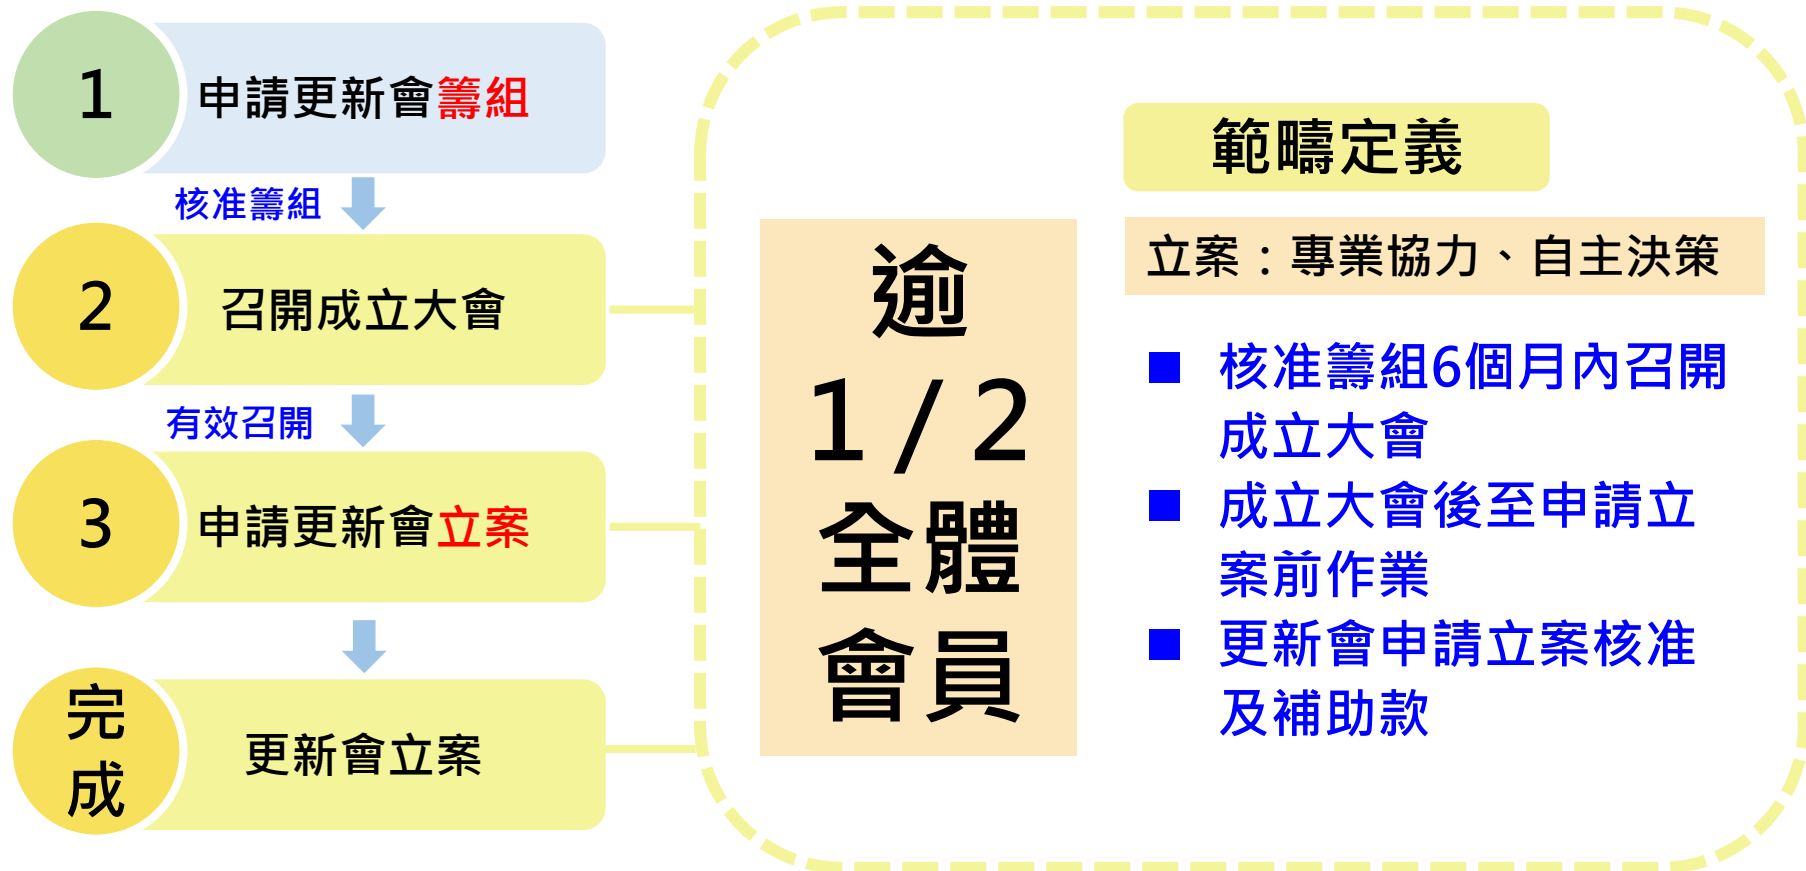 1
申請更新會籌組
核准籌組
2
召開成立大會
有效召開
3
申請更新會立案
完
成
更新會立案
逾
1/2
全體
會員
範疇定義
立案：專業協力、自主決策
■ 核准籌組6個月內召開
成立大會
■ 成立大會後至申請立
案前作業
■ 更新會申請立案核准
及補助款